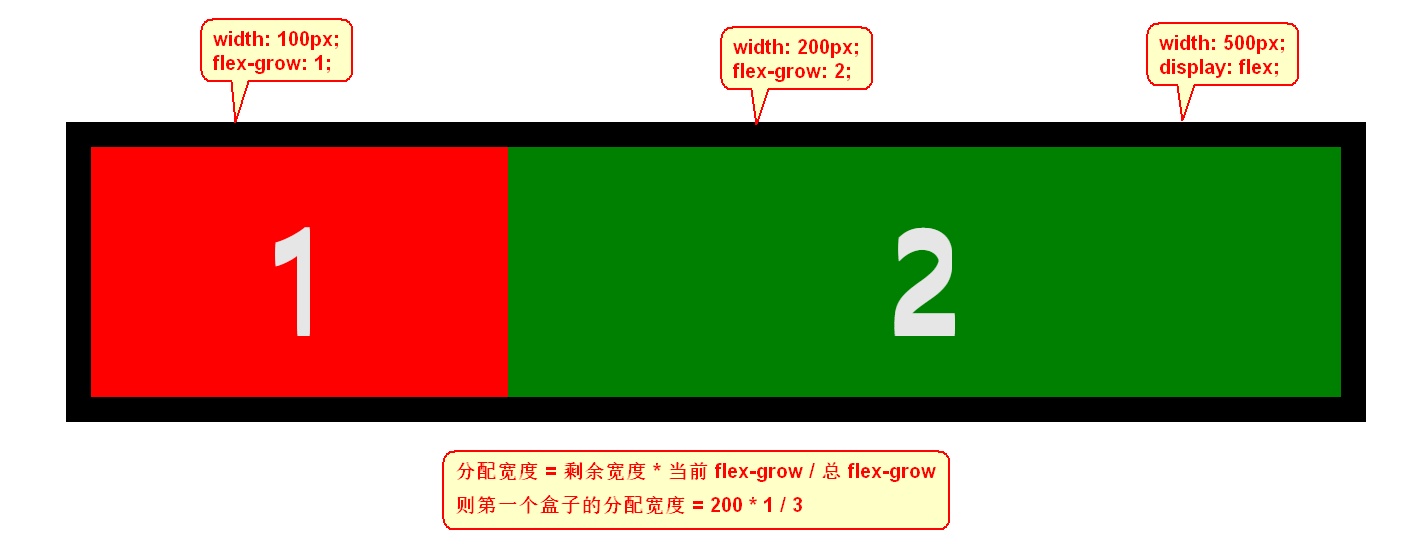 width: 100px;
flex-grow: 1;
width: 200px;
flex-grow: 2;
width: 500px;
display: flex;
1
2
分配宽度 = 剩余宽度 * 当前 flex-grow / 总 flex-grow
则第一个盒子的分配宽度 = 200 * 1 / 3